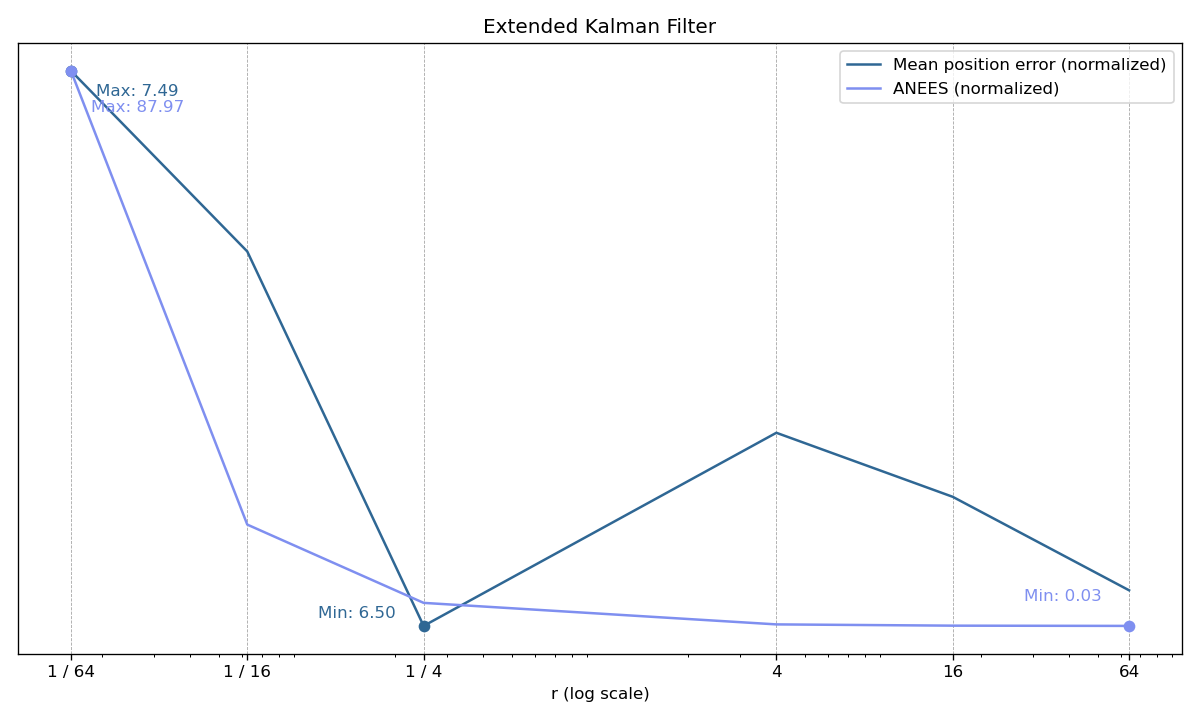 Extended Kalman Filter
Mean position error (normalized)
ANEES (normalized)
Max: 7.49
Max: 87.97
Min: 6.50
Min: 0.03
1 / 64
1 / 16
1 / 4
4
16
64
r (log scale)